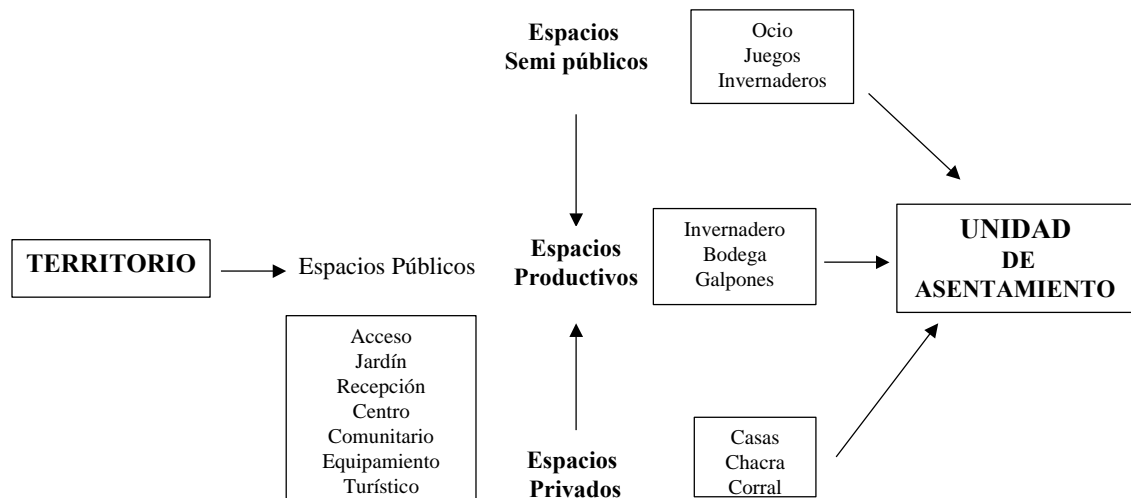 Espacios
Semi públicos
Ocio
Juegos
Invernaderos
TERRITORIO
Espacios Públicos
Espacios
Productivos
Invernadero
Bodega
Galpones
UNIDAD
DE
ASENTAMIENTO
Acceso
Jardín
Recepción
Centro
Comunitario
Equipamiento
Turístico
Espacios
Privados
Casas
Chacra
Corral